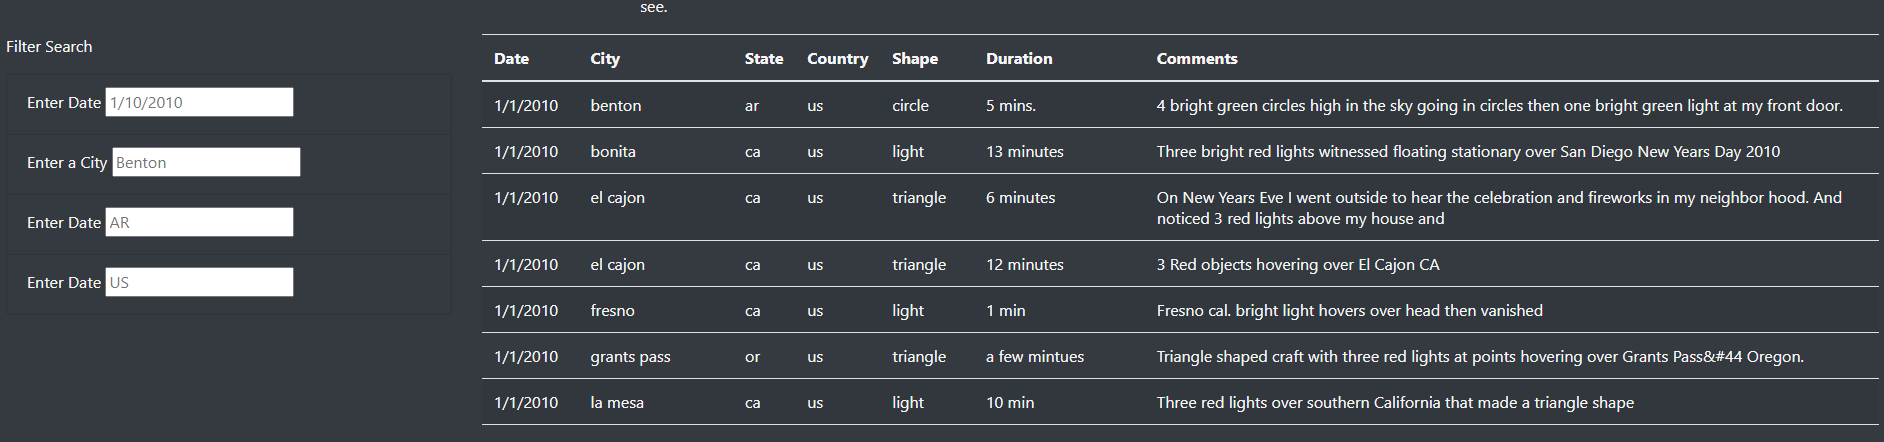 see.
Filter Search
Enter Date 1/10/2010
Enter a City Benton
Enter Date AR
Enter Date US
Date City State Country Shape Duration Comments
1/1/2010 benton ar us circle 5 mins. 4 bright green circles high in the sky going in circles then one bright green light at my front door.
1/1/2010 bonita ca us light 13 minutes Three bright red lights witnessed floating stationary over San Diego New Years Day 2010
1/1/2010 el cajon ca us triangle 6 minutes On New Years Eve I went outside to hear the celebration and fireworks in my neighbor hood. And
noticed 3 red lights above my house and
1/1/2010 el cajon ca us triangle 12 minutes 3 Red objects hovering over El Cajon CA
1/1/2010 fresno ca us light 1 min Fresno cal. bright light hovers over head then vanished
1/1/2010 grants pass or us triangle a few mintues Triangle shaped craft with three red lights at points hovering over Grants Pass&#44 Oregon.
1/1/2010 la mesa ca us light 10 min Three red lights over southern California that made a triangle shape